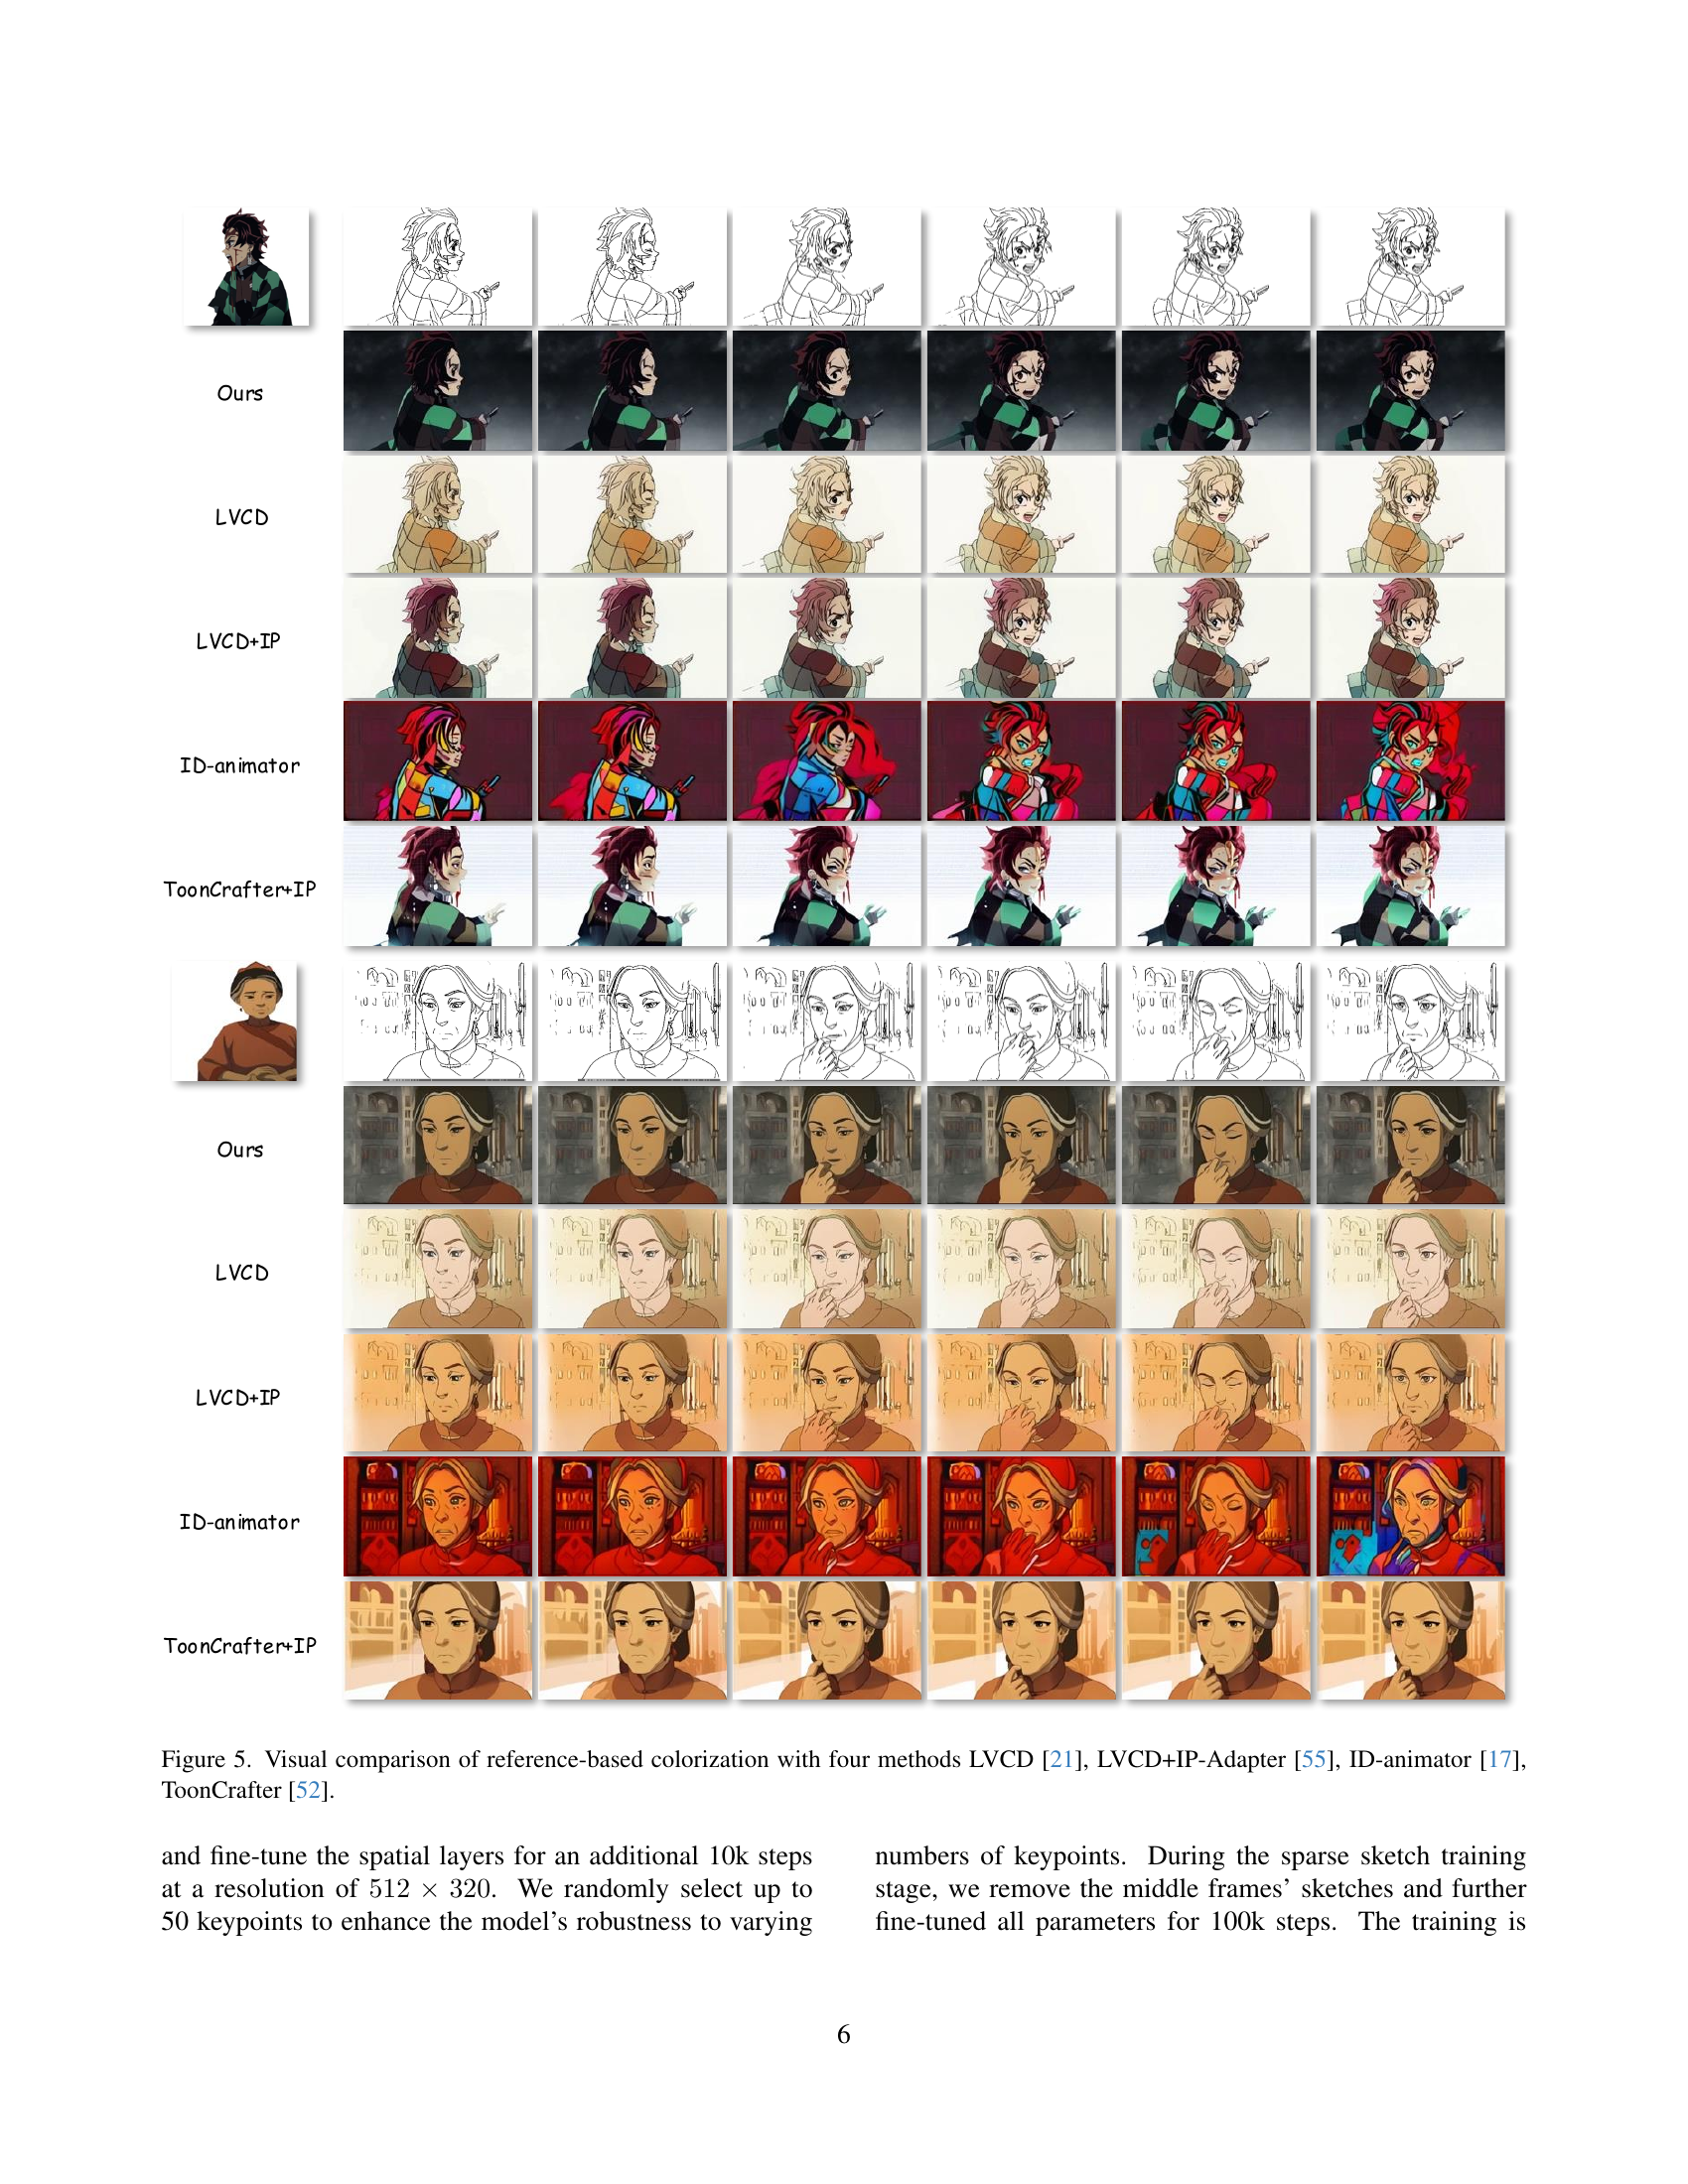 Ours
LVCD
LVCD+IP
ID-animator
ToonCrafter+IP
Ours
LVCD
LVCD+IP
ID-animator
ToonCrafter+IP
Figure 5. Visual comparison of reference-based colorization with four methods LVCD [21], LVCD+IP-Adapter [55], ID-animator [17],
ToonCrafter [52].
and fine-tune the spatial layers for an additional 10k steps
at a resolution of 512 × 320. We randomly select up to
50 keypoints to enhance the model's robustness to varying
numbers of keypoints. During the sparse sketch training
stage, we remove the middle frames' sketches and further
fine-tuned all parameters for 100k steps. The training is
6